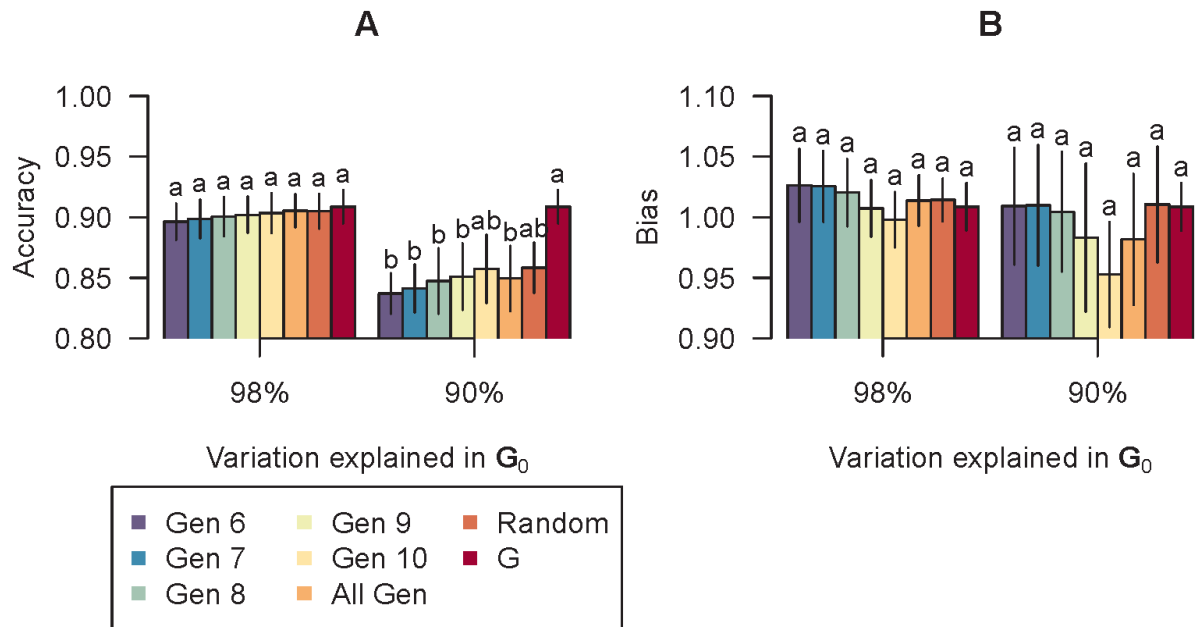 A
Accuracy
1.00
0.95
0.90
0.85
0.80
a a a a a a a a
b b b b ab b ab a
98% 90%
Variation explained in G0
B
Bias
1.10
1.05
1.00
0.95
0.90
a a a a a a a a
a a a a a a a a
98% 90%
Variation explained in G0
Gen 6 Gen 9 Random
Gen 7 Gen 10 G
Gen 8 All Gen